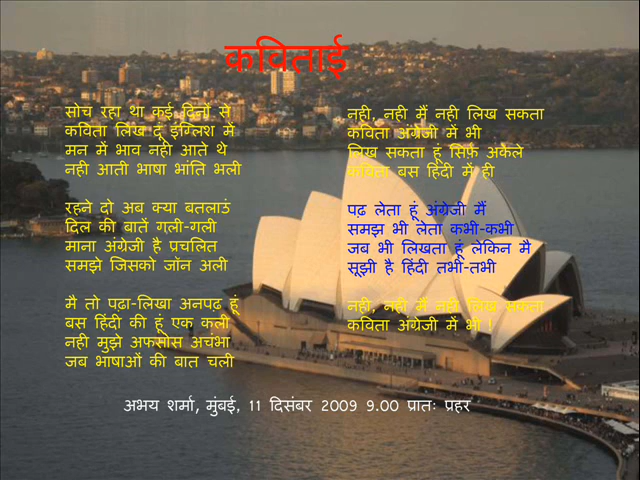 कविताई
सोच रहा था कई दिनों से
कविता लिख दूं इंग्लिश में
मन में भाव नही आते थे
नही आती भाषा भांति भली
रहने दो अब क्या बतलाउं
दिल की बातें गली-गली
माना अंग्रेजी है प्रचलित
समझे जिसको जॉन अली
मै तो पढा-लिखा अनपढ हूं
बस हिंदी की हूं एक कली
नही मुझे अफसोस अचंभा
जब भाषाओं की बात चली
नही, नही मैं नही लिख सकता
कविता अंग्रेजी में भी
लिख सकता हूं सिर्फ़ अकेले
कविता बस हिंदी में ही
पढ लेता हूं अंग्रेजी मैं
समझ भी लेता कभी-कभी
जब भी लिखता हूं लेकिन मै
सूझी है हिंदी तभी-तभी
नही, नही मैं नही लिख सकता
कविता अंग्रेजी में भी !
अभय शर्मा, मुंबई, 11 दिसंबर 2009 9.00 प्रातः प्रहर